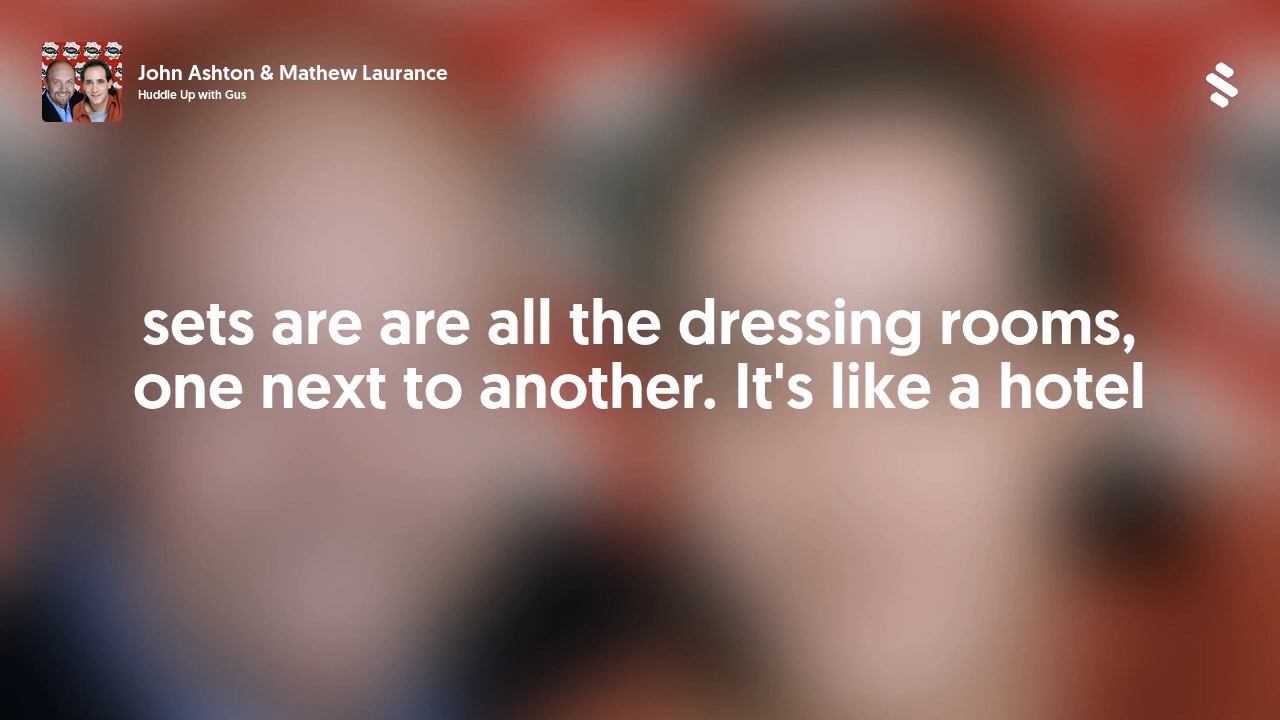 John Ashton & Mathew Laurance
Huddle Up with Gus
sets are are all the dressing rooms,
one next to another. It's like a hotel